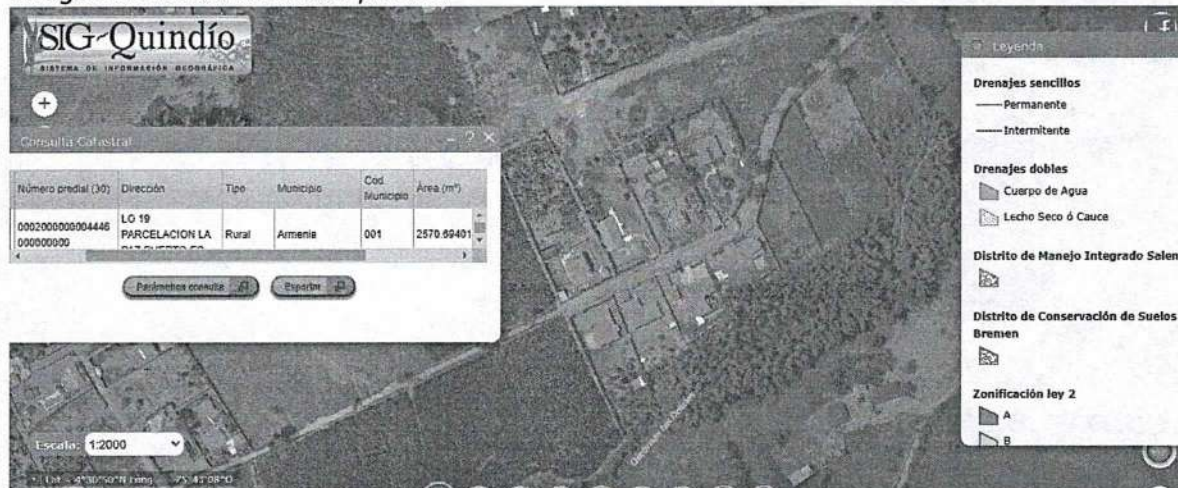 SIG-Quindío
SISTEMA DE INFORMACIÓN GEOGRÁFICA
+
Consulta Catastral
- ? ×
Número predial (30) Dirección Tipo Municipio Cod. Municipio Área (m²)
0002000000004446000000000 LO 19 PARCELACION LA Rural Armenia 001 2570.69401
Parámetros consulta Exportar
Escala: 1:2000
Leyenda
Drenajes sencillos
Permanente
Intermitente
Drenajes dobles
Cuerpo de Agua
Lecho Seco ó Cauce
Distrito de Manejo Integrado Salen
Distrito de Conservación de Suelos
Bremen
Zonificación ley 2
A
B